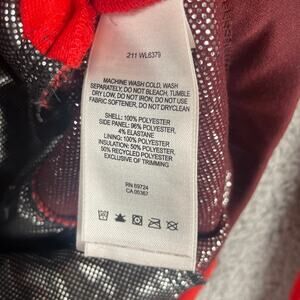 211 WL6379
MACHINE WASH COLD, WASH
SEPARATELY, DO NOT BLEACH, TUMBLE
DRY LOW, DO NOT IRON, DO NOT USE
FABRIC SOFTENER, DO NOT DRYCLEAN
SHELL: 100% POLYESTER
SIDE PANEL: 96% POLYESTER,
4% ELASTANE
LINING: 100% POLYESTER
INSULATION: 50% POLYESTER,
50% RECYCLED POLYESTER
EXCLUSIVE OF TRIMMING
RN 69724
CA 05367